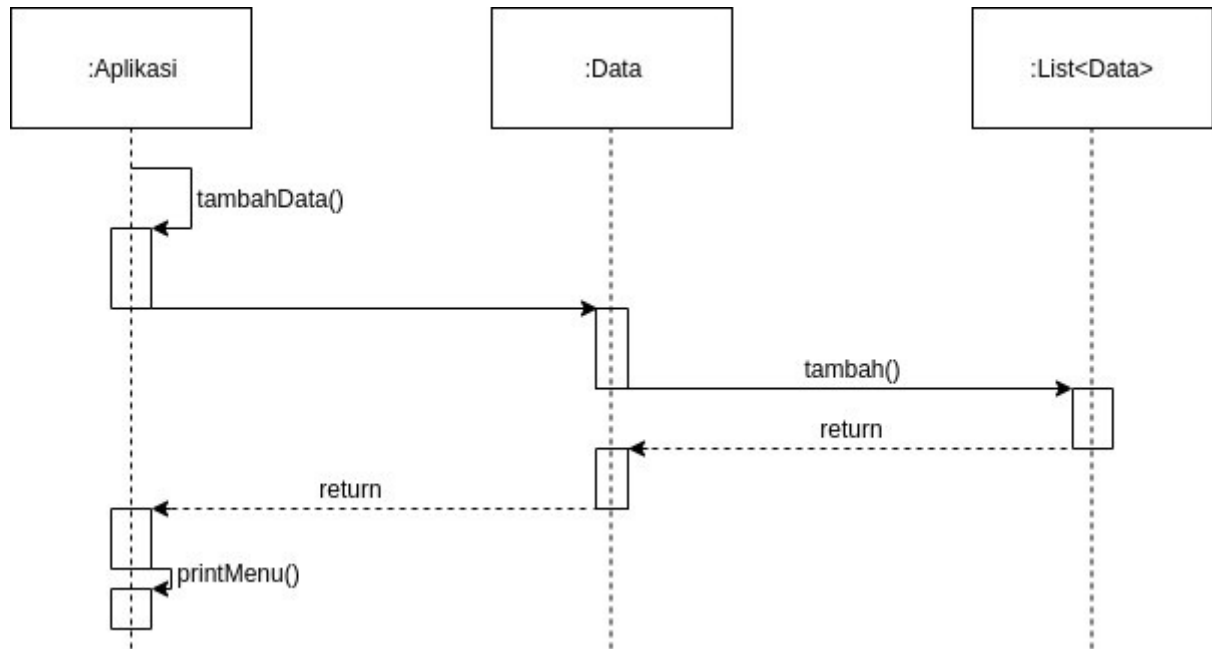 :Aplikasi
:Data
:List<Data>
tambahData()
tambah()
return
return
printMenu()